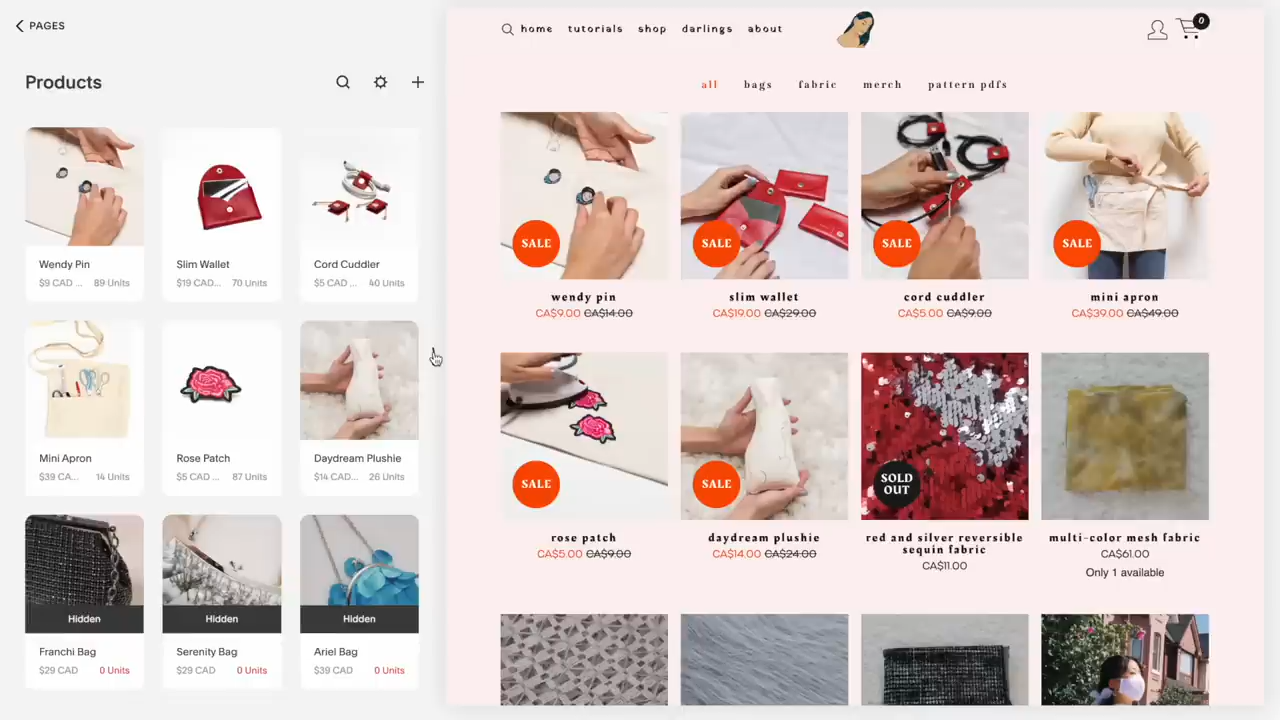 PAGES
Products
Wendy Pin
$9 CAD ... 89 Units
Slim Wallet
$19 CAD... 70 Units
Cord Cuddler
$5 CAD ... 40 Units
Mini Apron
$39 CA... 14 Units
Rose Patch
$5 CAD ... 87 Units
Daydream Plushie
$14 CAD... 26 Units
Hidden
Franchi Bag
$29 CAD 0 Units
Hidden
Serenity Bag
$29 CAD 0 Units
Hidden
Ariel Bag
$39 CAD 0 Units
home tutorials shop darlings about
0
all bags fabric merch pattern pdfs
SALE
wendy pin
CA$9.00 CA$14.00
SALE
slim wallet
CA$19.00 CA$29.00
SALE
cord cuddler
CA$5.00 CA$9.00
SALE
mini apron
CA$39.00 CA$49.00
SALE
rose patch
CA$5.00 CA$9.00
SALE
daydream plushie
CA$14.00 CA$24.00
SOLD
OUT
red and silver reversible
sequin fabric
CA$11.00
multi-color mesh fabric
CA$61.00
Only 1 available